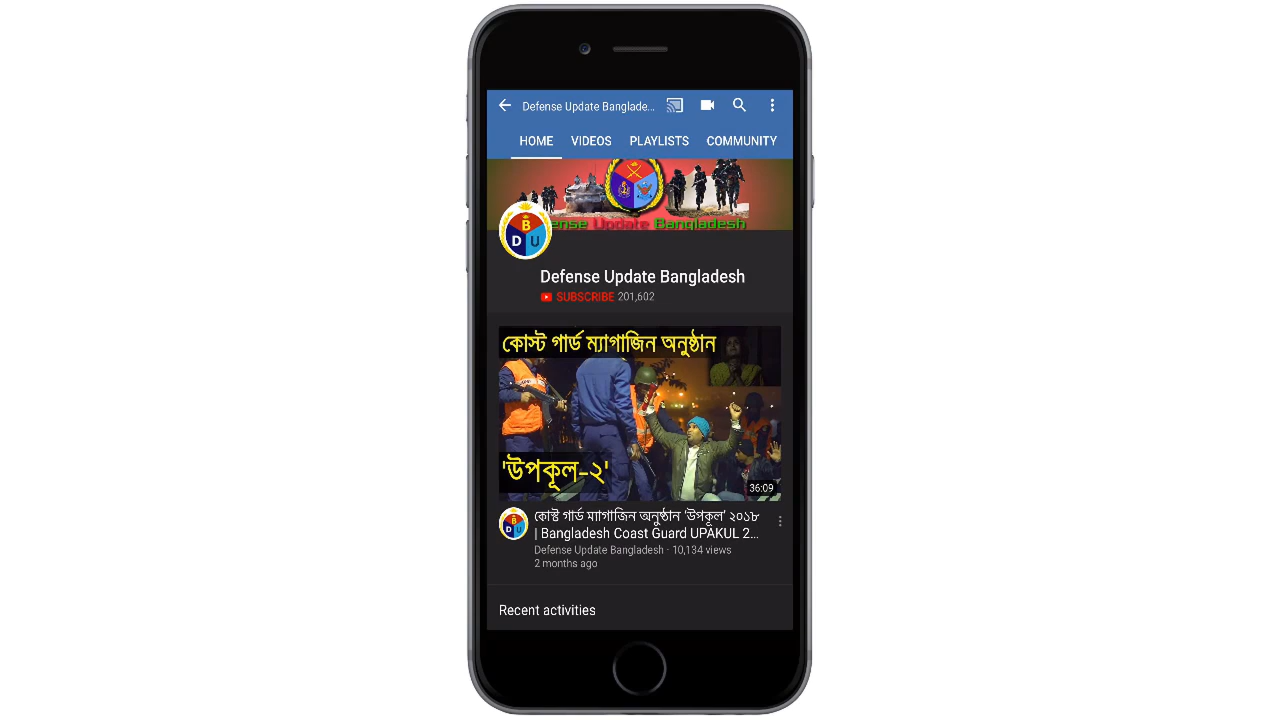 Defense Update Banglade...
HOME VIDEOS PLAYLISTS COMMUNITY
Update Bangladesh
B
D U
Defense Update Bangladesh
SUBSCRIBE 201,602
কোস্ট গার্ড ম্যাগাজিন অনুষ্ঠান
'উপকূল-২'
36:09
B
D U
কোস্ট গার্ড ম্যাগাজিন অনুষ্ঠান ‘উপকূল’ ২০১৮
| Bangladesh Coast Guard UPAKUL 2...
Defense Update Bangladesh · 10,134 views
2 months ago
Recent activities